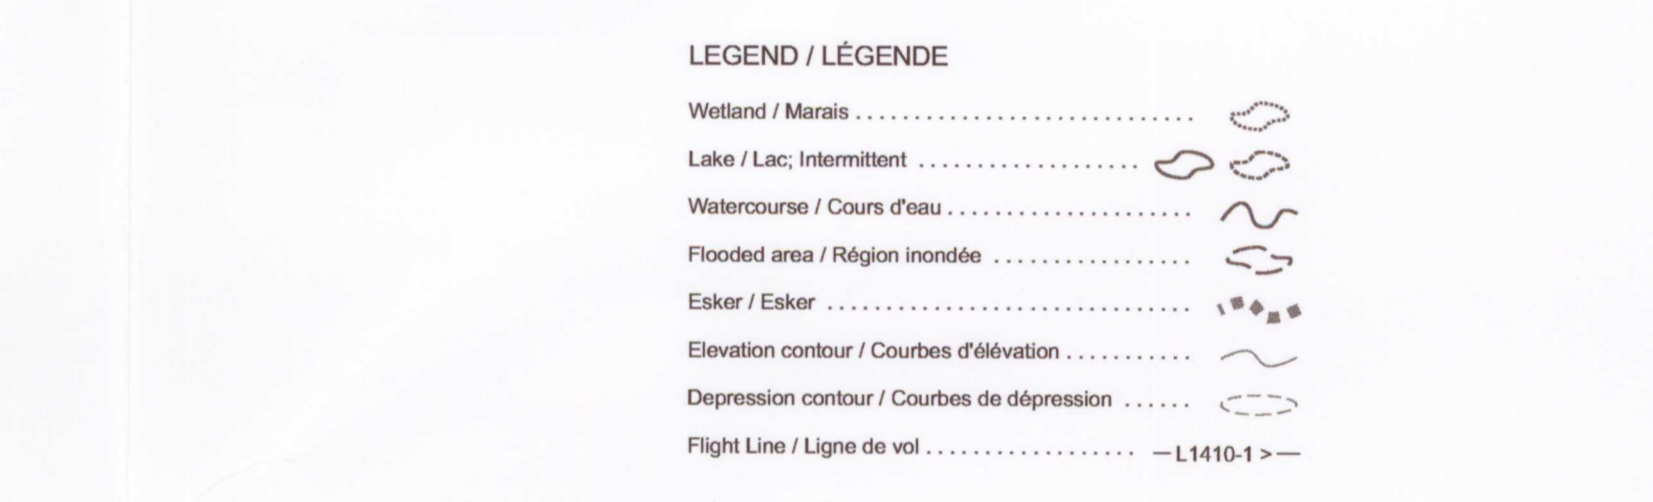 LEGEND / LÉGENDE
Wetland / Marais ............................
Lake / Lac; Intermittent ...................
Watercourse / Cours d'eau .....................
Flooded area / Région inondée .................
Esker / Esker ...............................
Elevation contour / Courbes d'élévation ...........
Depression contour / Courbes de dépression ......
Flight Line / Ligne de vol .................. —L1410-1 >—